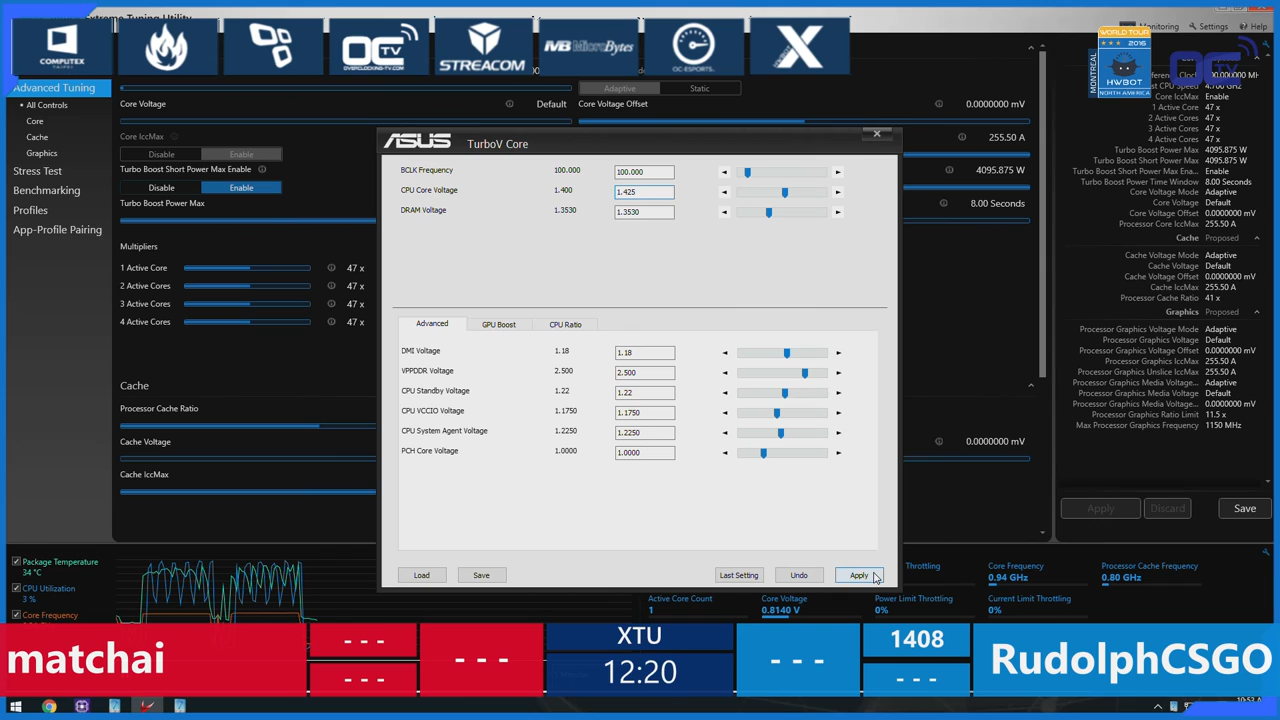 Extreme Tuning Utility
Monitoring
Settings
Help
COMPUTEX
TAIPEI
OCTV
OVERCLOCKING-TV.COM
STREACOM
MB MicroBytes
OC-ESPORTS
X
WORLD TOUR
2016
MONTREAL
HWBOT
NORTH AMERICA
OCTV
Advanced Tuning
All Controls
Core
Cache
Graphics
Stress Test
Benchmarking
Profiles
App-Profile Pairing
Adaptive
Static
Core Voltage
Default
Core Voltage Offset
0.0000000 mV
Core IccMax
255.50 A
Disable
Enable
Turbo Boost Short Power Max Enable
4095.875 W
Disable
Enable
Turbo Boost Power Max
8.00 Seconds
Multipliers
1 Active Core
47 x
2 Active Cores
47 x
3 Active Cores
47 x
4 Active Cores
47 x
Cache
Processor Cache Ratio
Cache Voltage
0.0000000 mV
Cache IccMax
ASUS
TurboV Core
BCLK Frequency 100.000 100.000
CPU Core Voltage 1.400 1.425
DRAM Voltage 1.3530 1.3530
Advanced
GPU Boost
CPU Ratio
DMI Voltage 1.18 1.18
VPPDDR Voltage 2.500 2.500
CPU Standby Voltage 1.22 1.22
CPU VCCIO Voltage 1.1750 1.1750
CPU System Agent Voltage 1.2250 1.2250
PCH Core Voltage 1.0000 1.0000
Load
Save
Last Setting
Undo
Apply
4.700 GHz
Core IccMax Enable
1 Active Core 47 x
2 Active Cores 47 x
3 Active Cores 47 x
4 Active Cores 47 x
Turbo Boost Power Max 4095.875 W
Turbo Boost Short Power Max 4095.875 W
Turbo Boost Short Power Max Ena... Enable
Turbo Boost Power Time Window 8.00 Seconds
Core Voltage Mode Adaptive
Core Voltage Default
Core Voltage Offset 0.0000000 mV
Processor Core IccMax 255.50 A
Cache Proposed
Cache Voltage Mode Adaptive
Cache Voltage Default
Cache Voltage Offset 0.0000000 mV
Cache IccMax 255.50 A
Processor Cache Ratio 41 x
Graphics Proposed
Processor Graphics Voltage Mode Adaptive
Processor Graphics Voltage Default
Processor Graphics Voltage Offset 0.0000000 mV
Processor Graphics IccMax 255.50 A
Processor Graphics Unslice IccMax 255.50 A
Processor Graphics Media Voltage... Adaptive
Processor Graphics Media Voltage... Default
Processor Graphics Media Voltage... 0.0000000 mV
Processor Graphics Ratio Limit 11.5 x
Max Processor Graphics Frequency 1150 MHz
Apply
Discard
Save
Package Temperature
34 °C
CPU Utilization
3 %
Core Frequency
Throttling
Core Frequency
0.94 GHz
Processor Cache Frequency
0.80 GHz
Active Core Count
1
Core Voltage
0.8140 V
Power Limit Throttling
0%
Current Limit Throttling
0%
matchai
- - -
- - -
- - -
XTU
12:20
- - -
1408
- - -
RudolphCSGO